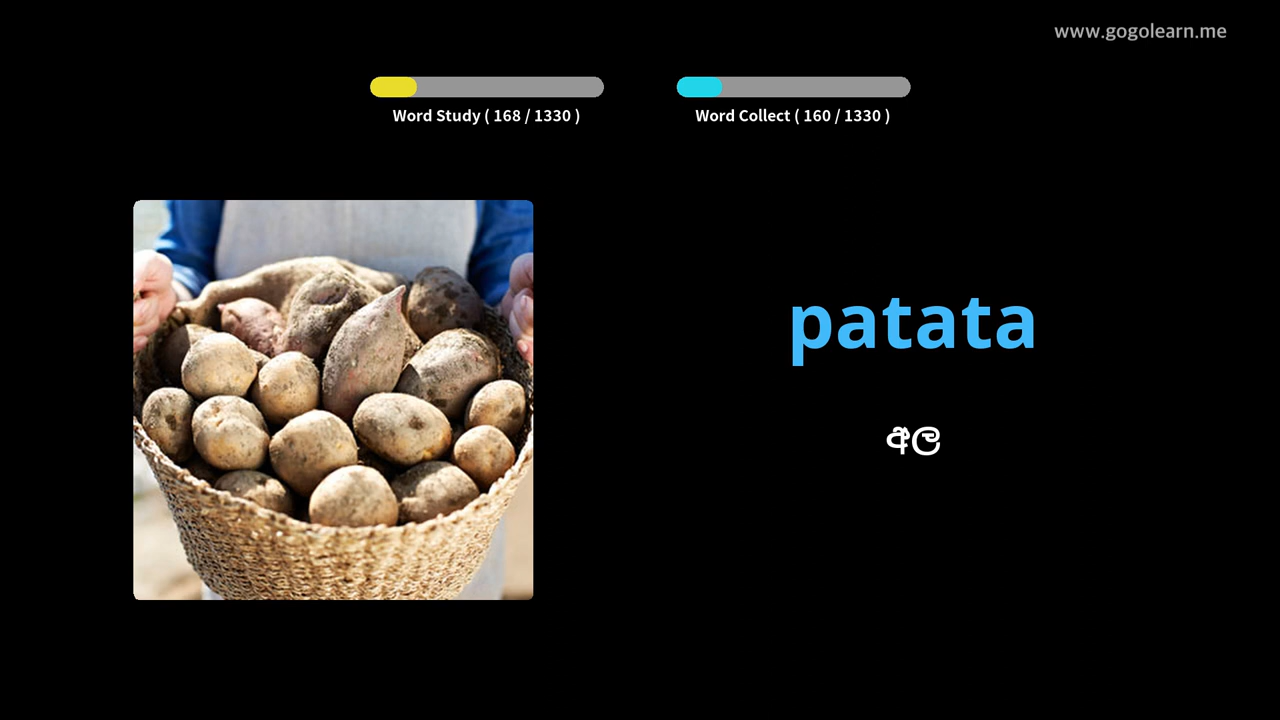 www.gogolearn.me
Word Study ( 168 / 1330 )
Word Collect ( 160 / 1330 )
patata
අල